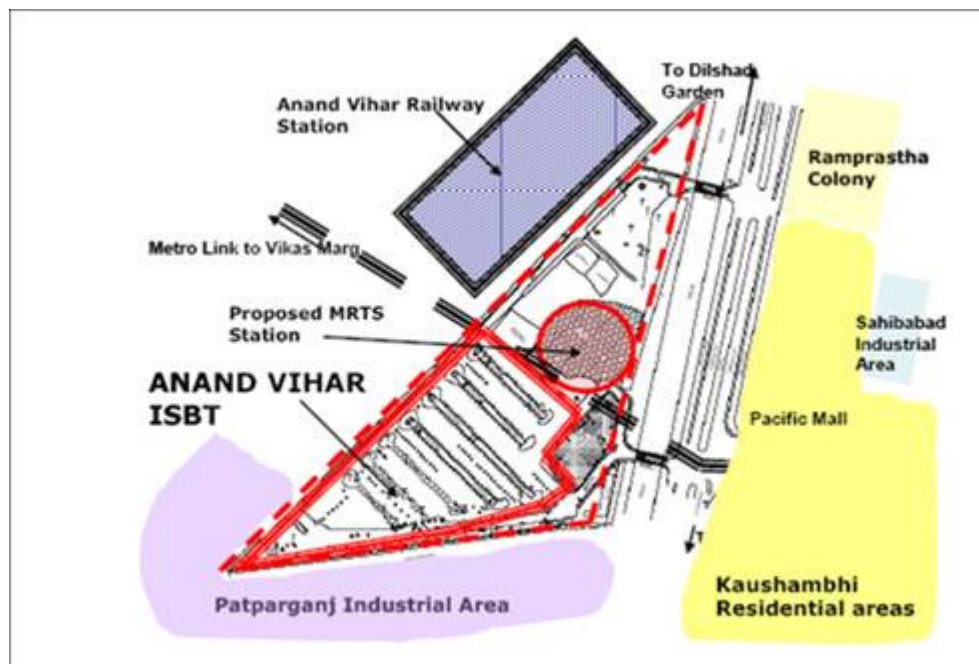 To Dilshad
Garden
Anand Vihar Railway
Station
Ramprastha
Colony
Metro Link to Vikas Marg
Proposed MRTS
Station
Sahibabad
Industrial
Area
ANAND VIHAR
ISBT
Pacific Mall
Kaushambhi
Residential areas
Patparganj Industrial Area